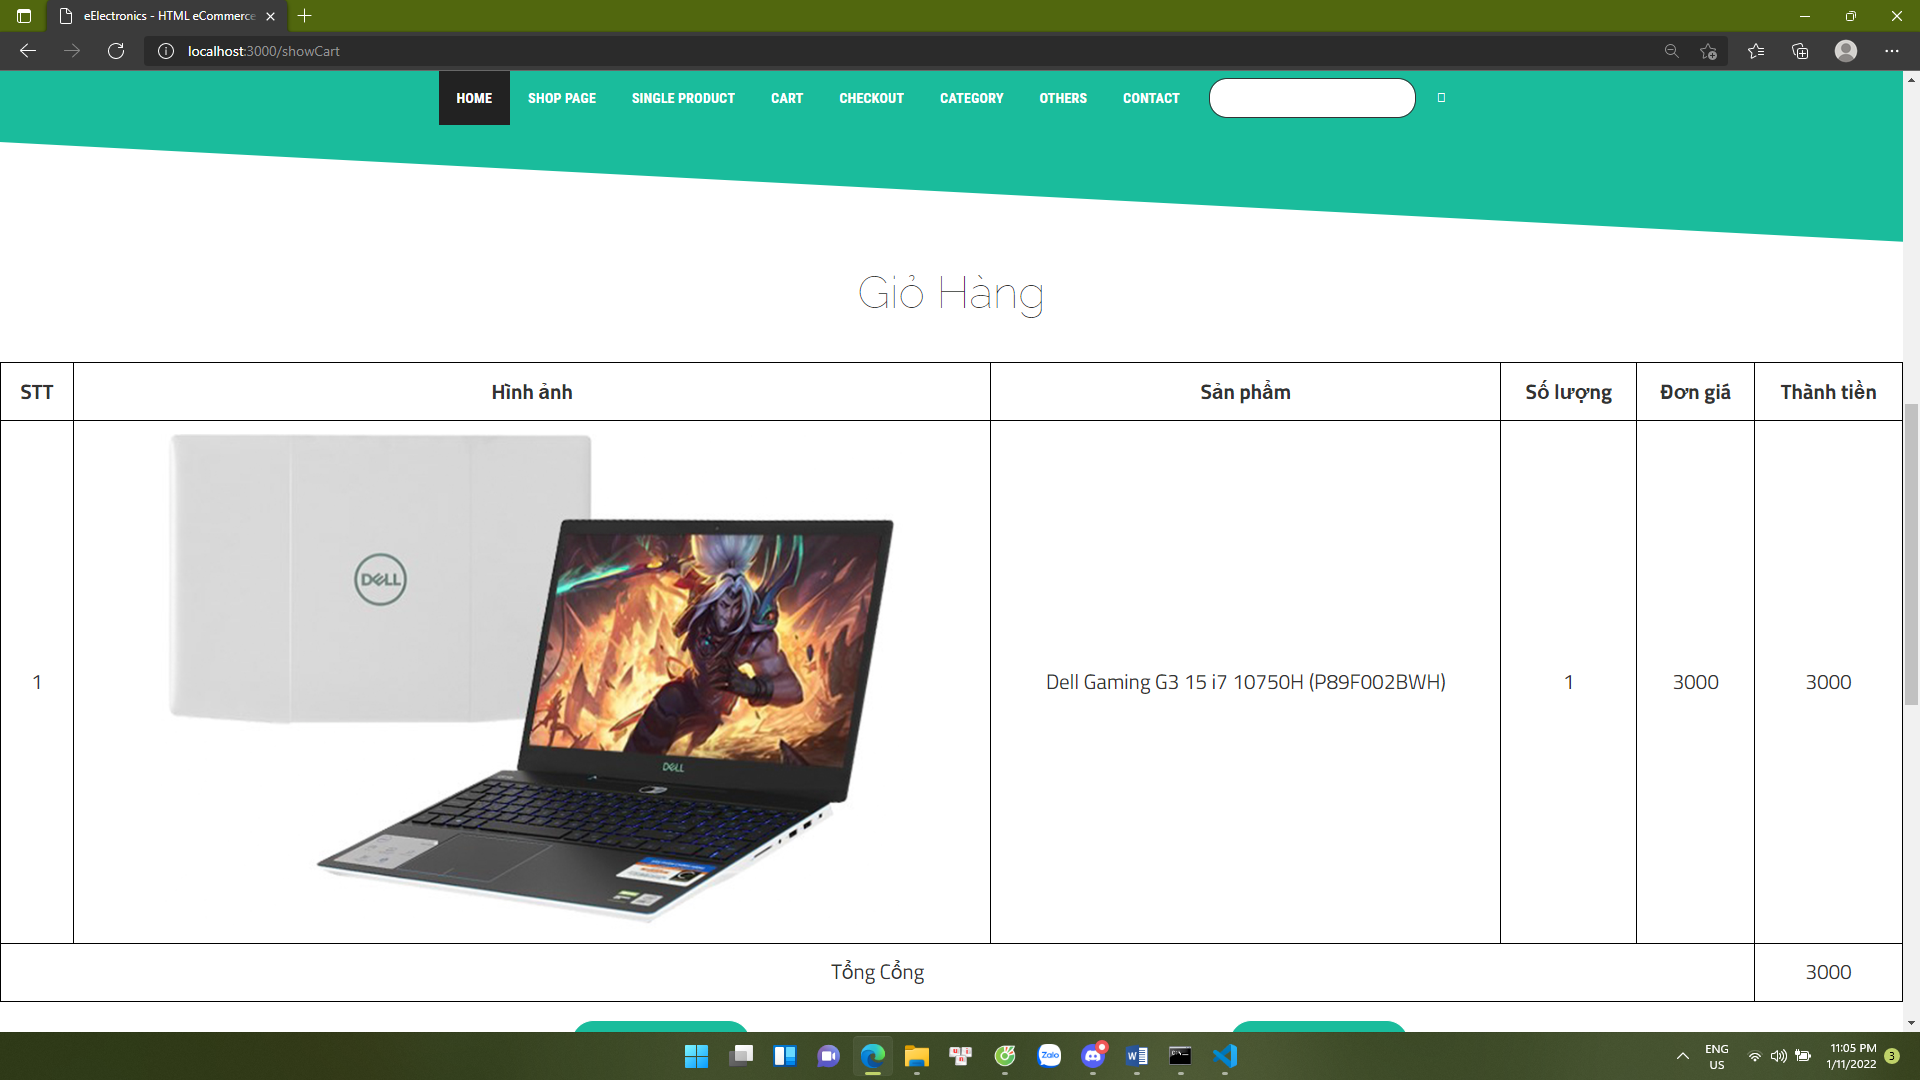 eElectronics - HTML eCommerce
localhost:3000/showCart
HOME SHOP PAGE SINGLE PRODUCT CART CHECKOUT CATEGORY OTHERS CONTACT
Giỏ Hàng
STT Hình ảnh Sản phẩm Số lượng Đơn giá Thành tiền
DELL
DELL
1 Dell Gaming G3 15 i7 10750H (P89F002BWH) 1 3000 3000
Tổng Cổng 3000
Zalo
ENG
US
11:05 PM
1/11/2022
3